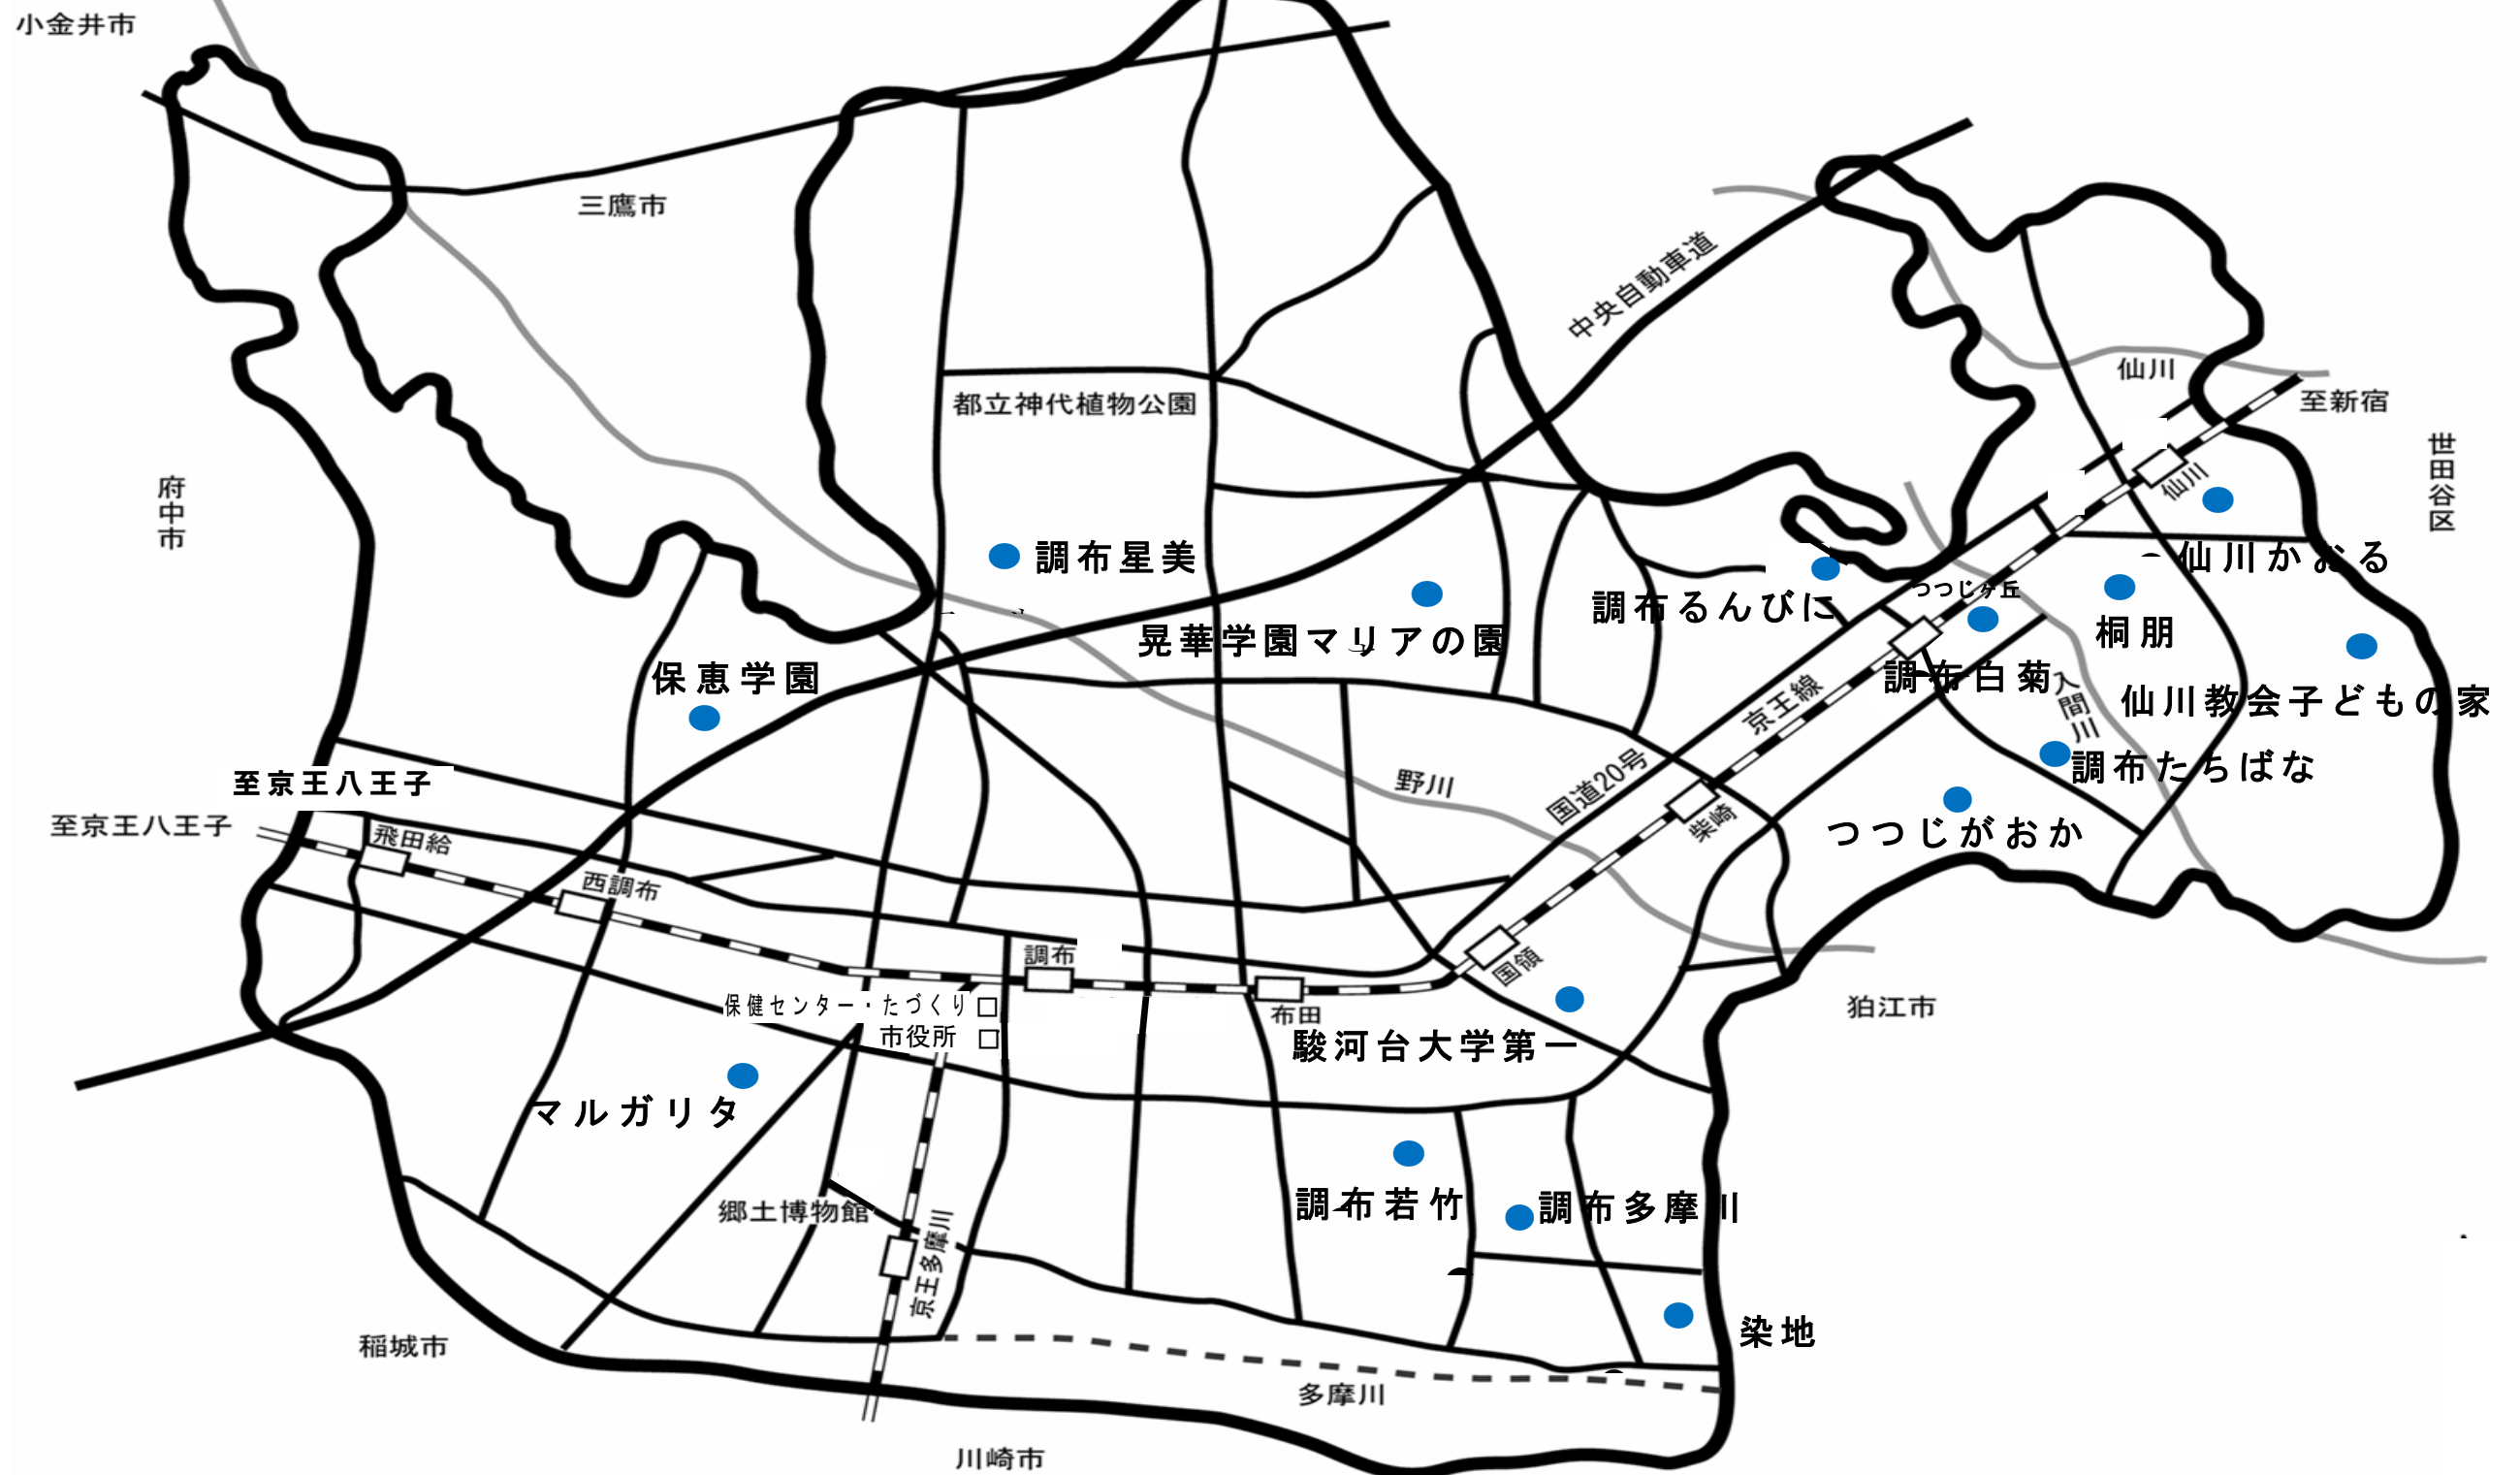 小金井市
三鷹市
中央自動車道
都立神代植物公園
仙川
至新宿
世田谷区
府中市
仙川
調布星美
仙川かおる
つつじヶ丘
調布るんびに
桐朋
晃華学園マリアの園
保恵学園
調布白菊
入間川
仙川教会子どもの家
京王線
調布たちばな
至京王八王子
野川
国道20号
至京王八王子
飛田給
柴崎
つつじがおか
西調布
調布
国領
保健センター・たづくり
市役所
布田
狛江市
駿河台大学第一
マルガリタ
郷土博物館
調布若竹
調布多摩川
京王多摩川
染地
稲城市
多摩川
川崎市